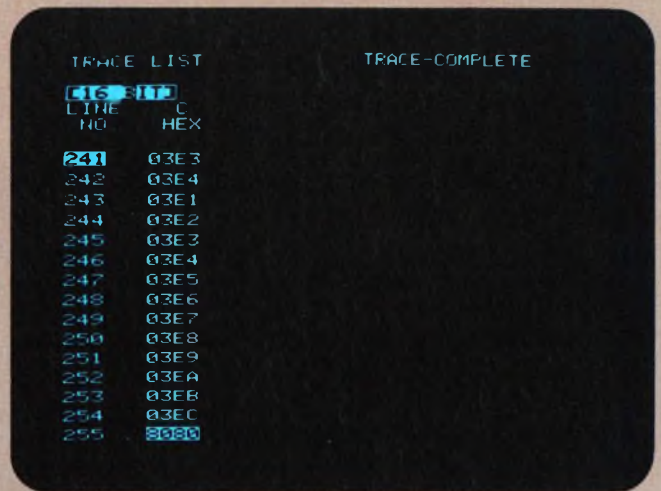 TRACE LIST TRACE-COMPLETE
[16 BIT]
LINE C
NO HEX
241 03E3
242 03E4
243 03E1
244 03E2
245 03E3
246 03E4
247 03E5
248 03E6
249 03E7
250 03E8
251 03E9
252 03EA
253 03EB
254 03EC
255 8080